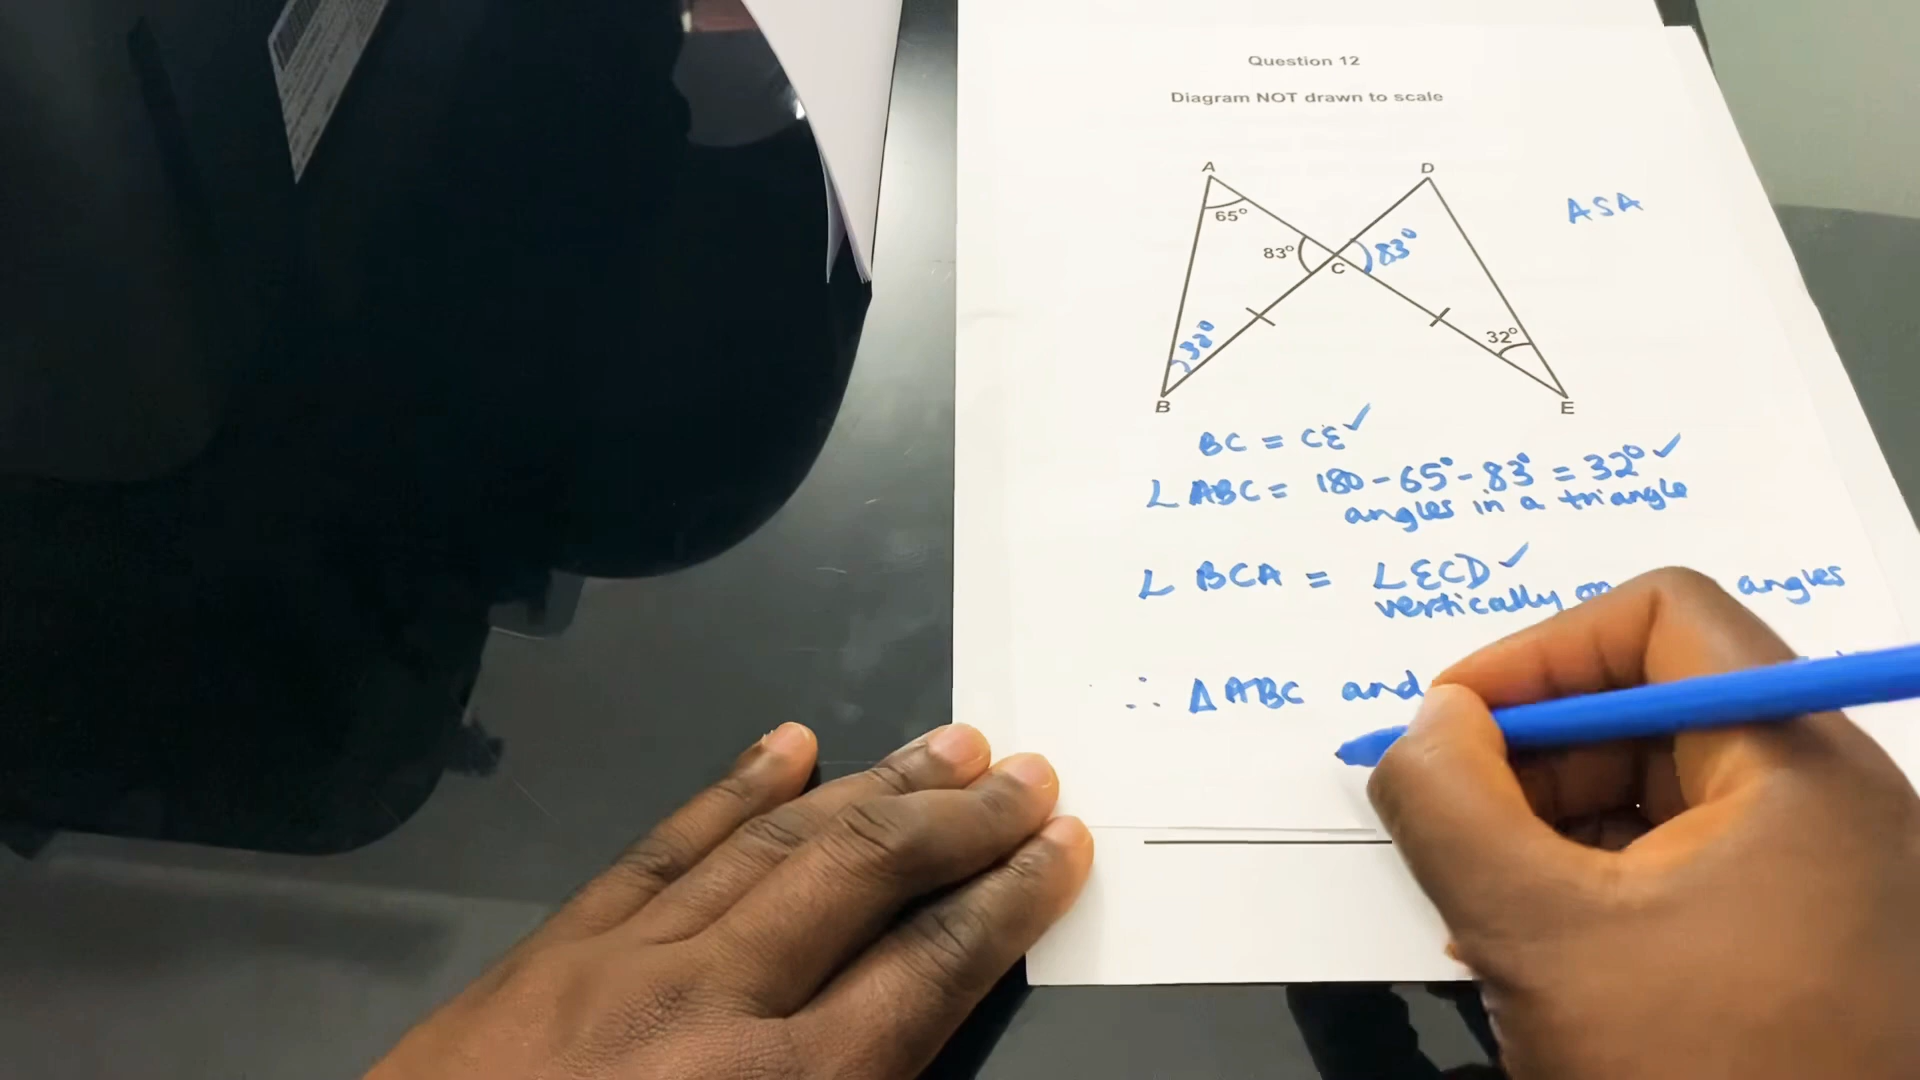 Question 12
Diagram NOT drawn to scale
A
D
65°
ASA
83°
83°
C
32°
32°
B
E
BC = CE ✓
∠ ABC = 180 - 65° - 83° = 32° ✓
angles in a triangle
∠ BCA = ∠ ECD ✓
vertically angles
∴ Δ ABC and